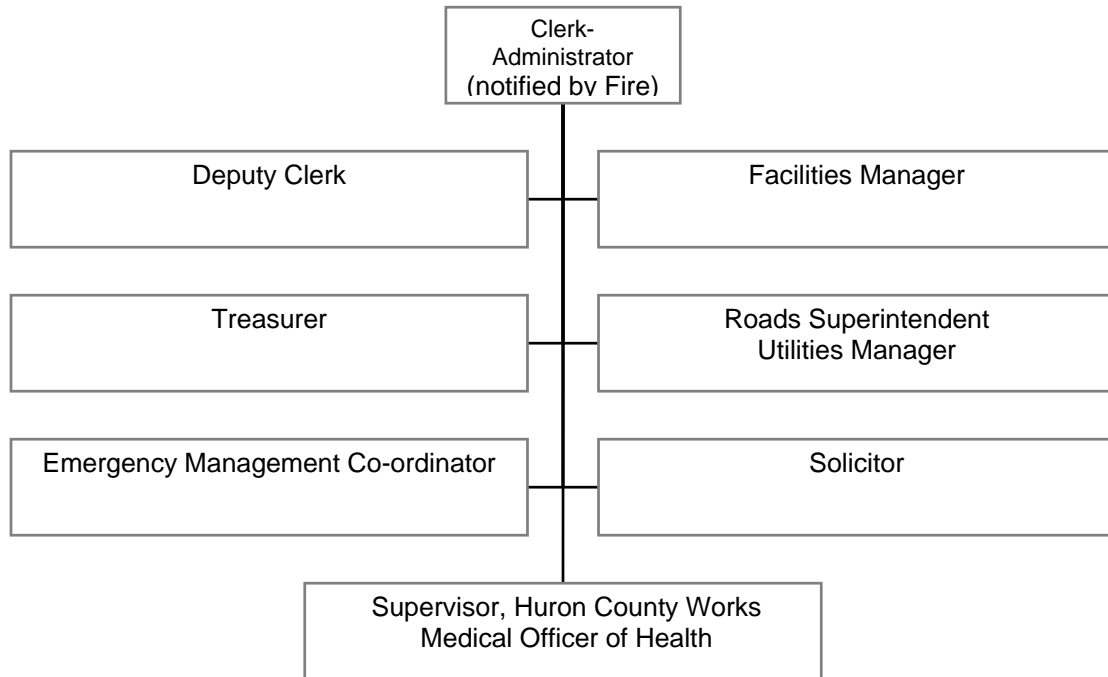 Clerk-
Administrator
(notified by Fire)
Deputy Clerk
Facilities Manager
Treasurer
Roads Superintendent
Utilities Manager
Emergency Management Co-ordinator
Solicitor
Supervisor, Huron County Works
Medical Officer of Health